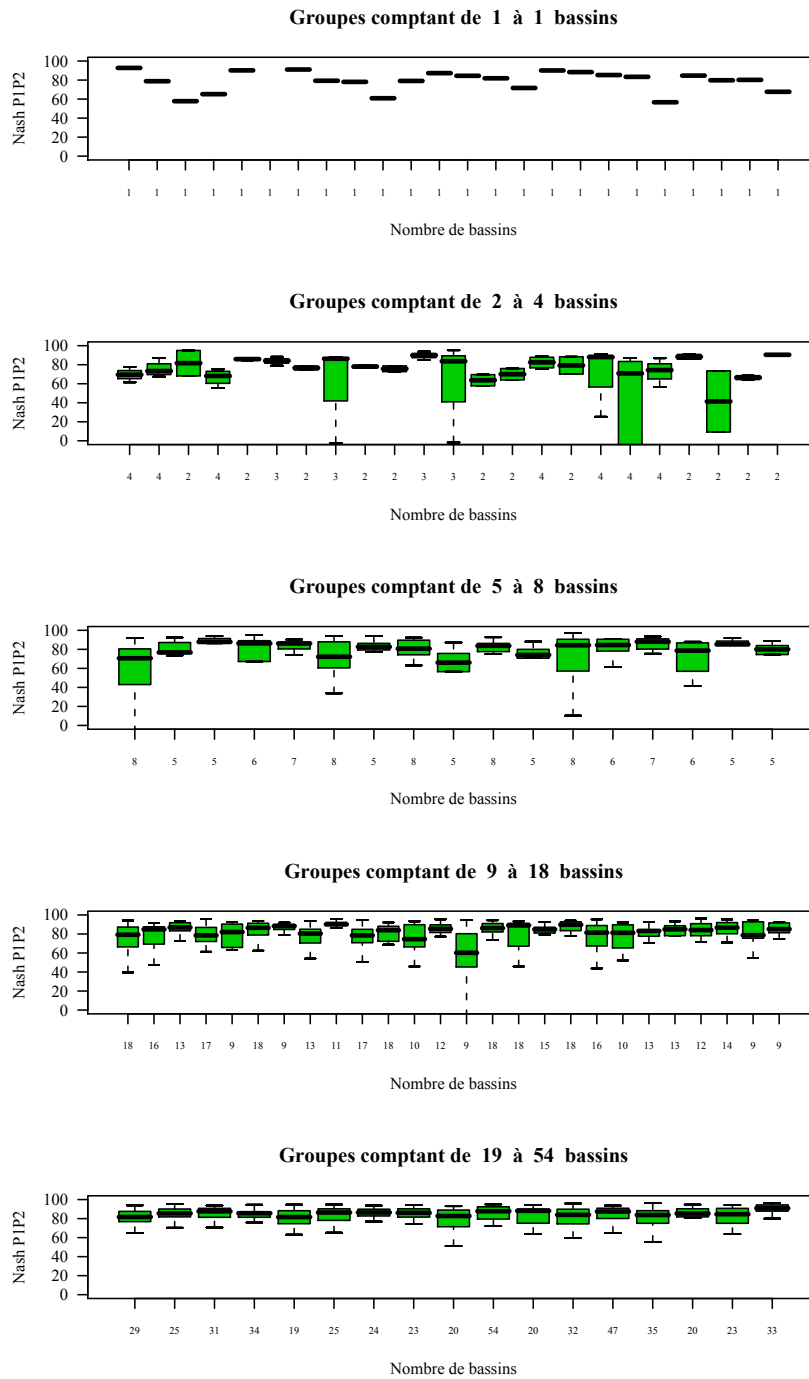 Groupes comptant de 1 à 1 bassins
Nash P1P2
100
80
60
40
20
0
1 1 1 1 1 1 1 1 1 1 1 1 1 1 1 1 1 1 1 1 1 1 1 1
Nombre de bassins
Groupes comptant de 2 à 4 bassins
Nash P1P2
100
80
60
40
20
0
4 4 2 4 2 3 2 3 2 2 3 3 2 2 4 2 4 4 4 2 2 2 2
Nombre de bassins
Groupes comptant de 5 à 8 bassins
Nash P1P2
100
80
60
40
20
0
8 5 5 6 7 8 5 8 5 8 5 8 6 7 6 5 5
Nombre de bassins
Groupes comptant de 9 à 18 bassins
Nash P1P2
100
80
60
40
20
0
18 16 13 17 9 18 9 13 11 17 18 10 12 9 18 18 15 18 16 10 13 13 12 14 9 9
Nombre de bassins
Groupes comptant de 19 à 54 bassins
Nash P1P2
100
80
60
40
20
0
29 25 31 34 19 25 24 23 20 54 20 32 47 35 20 23 33
Nombre de bassins